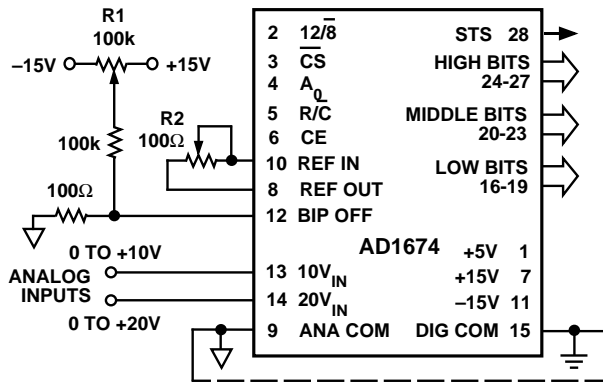 R1
100k
–15V
+15V
100k
R2
100Ω
100Ω
0 TO +10V
ANALOG
INPUTS
0 TO +20V
2 12/8̅
3 C̅S̅
4 A₀
5 R/C̅
6 CE
10 REF IN
8 REF OUT
12 BIP OFF
AD1674
13 10VIN
14 20VIN
9 ANA COM
STS 28
HIGH BITS
24-27
MIDDLE BITS
20-23
LOW BITS
16-19
+5V 1
+15V 7
–15V 11
DIG COM 15